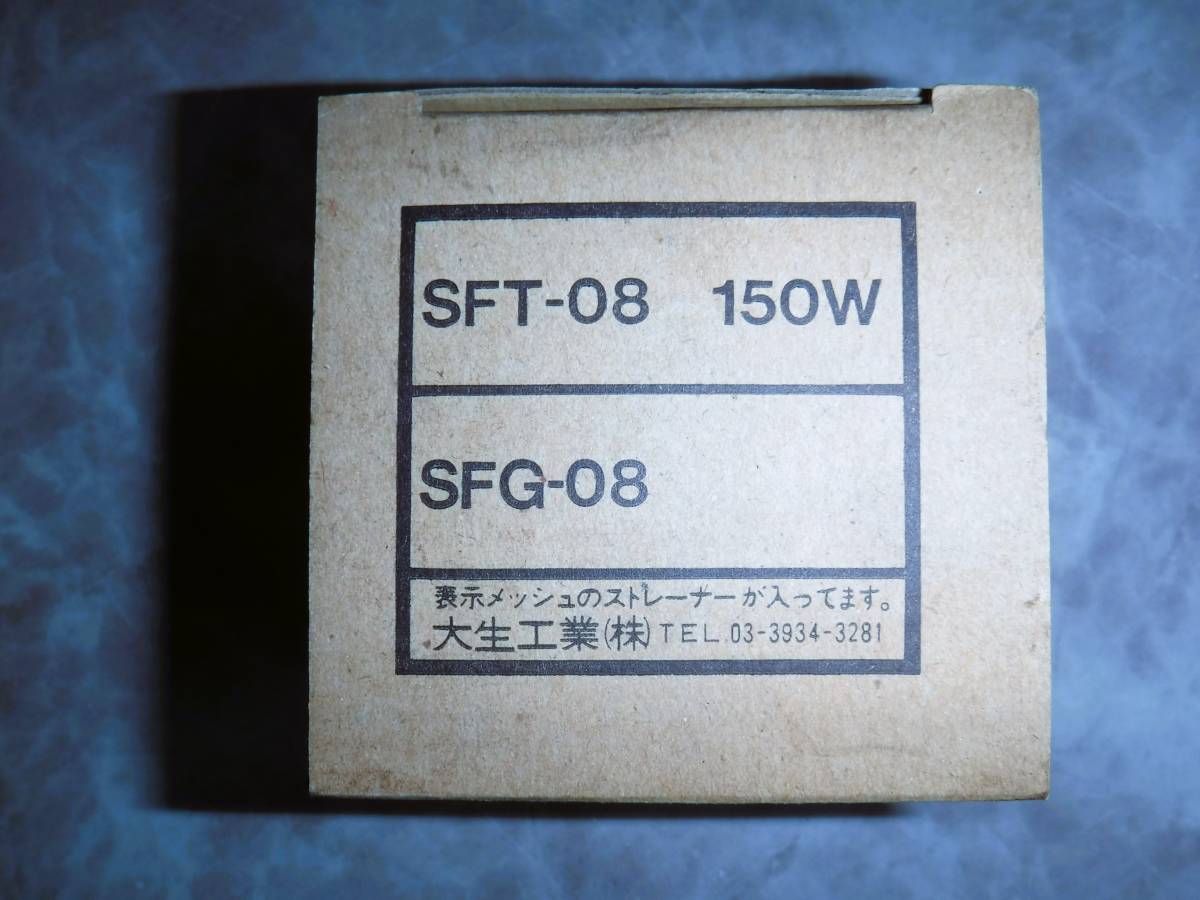 SFT-08 150W
SFG-08
表示メッシュのストレーナーが入ってます。
大生工業(株)TEL.03-3934-3281